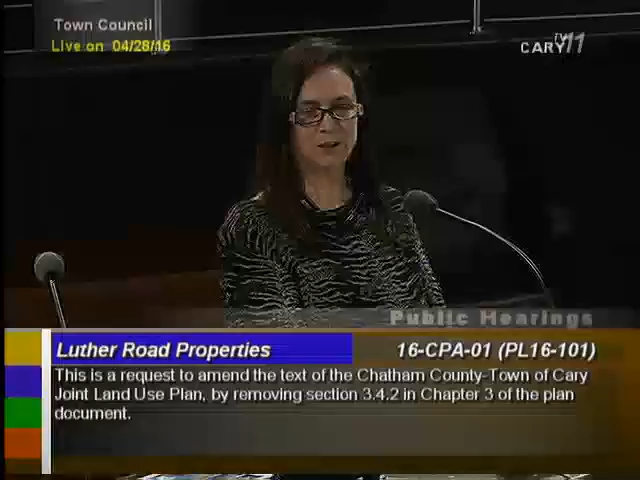 Town Council
Live on 04/28/16
CARY TV 11
Public Hearings
Luther Road Properties 16-CPA-01 (PL16-101)
This is a request to amend the text of the Chatham County-Town of Cary
Joint Land Use Plan, by removing section 3.4.2 in Chapter 3 of the plan
document.